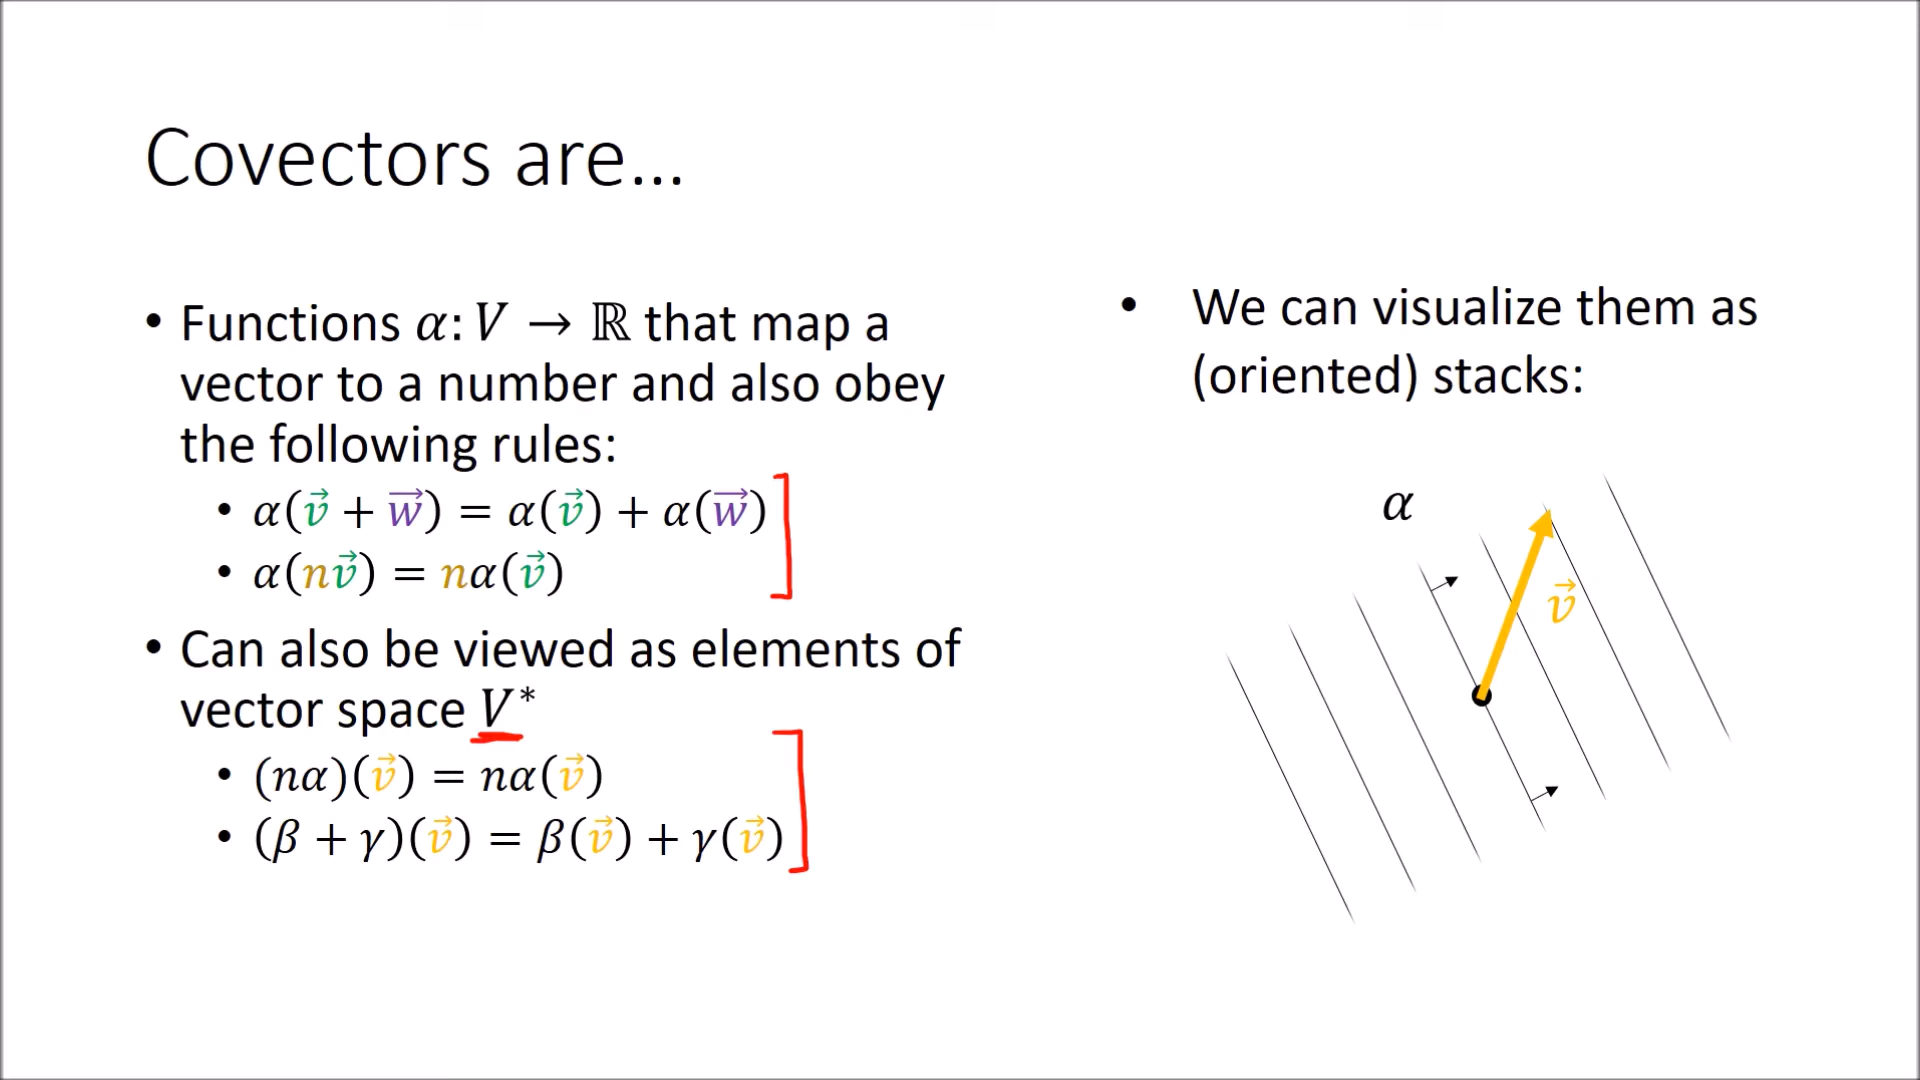 Covectors are...
• Functions α: V → ℝ that map a
vector to a number and also obey
the following rules:
• α(v⃗ + w⃗) = α(v⃗) + α(w⃗)
• α(nv⃗) = nα(v⃗)
• Can also be viewed as elements of
vector space V*
• (nα)(v⃗) = nα(v⃗)
• (β + γ)(v⃗) = β(v⃗) + γ(v⃗)
• We can visualize them as
(oriented) stacks:
α
v⃗